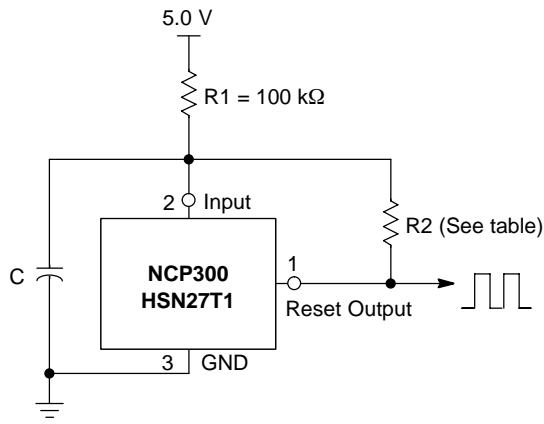 5.0 V
R1 = 100 kΩ
2 Input
R2 (See table)
C
NCP300
HSN27T1
1
Reset Output
3 GND